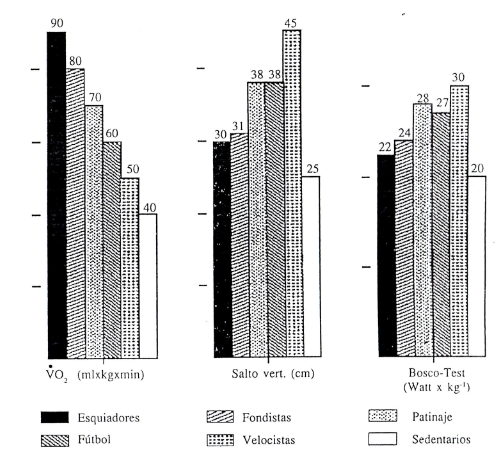 90
80
70
60
50
40
V̇O₂ (mlxkgxmin)
30
31
38
38
45
25
Salto vert. (cm)
22
24
28
27
30
20
Bosco-Test
(Watt x kg⁻¹)
Esquiadores
Fondistas
Patinaje
Fútbol
Velocistas
Sedentarios